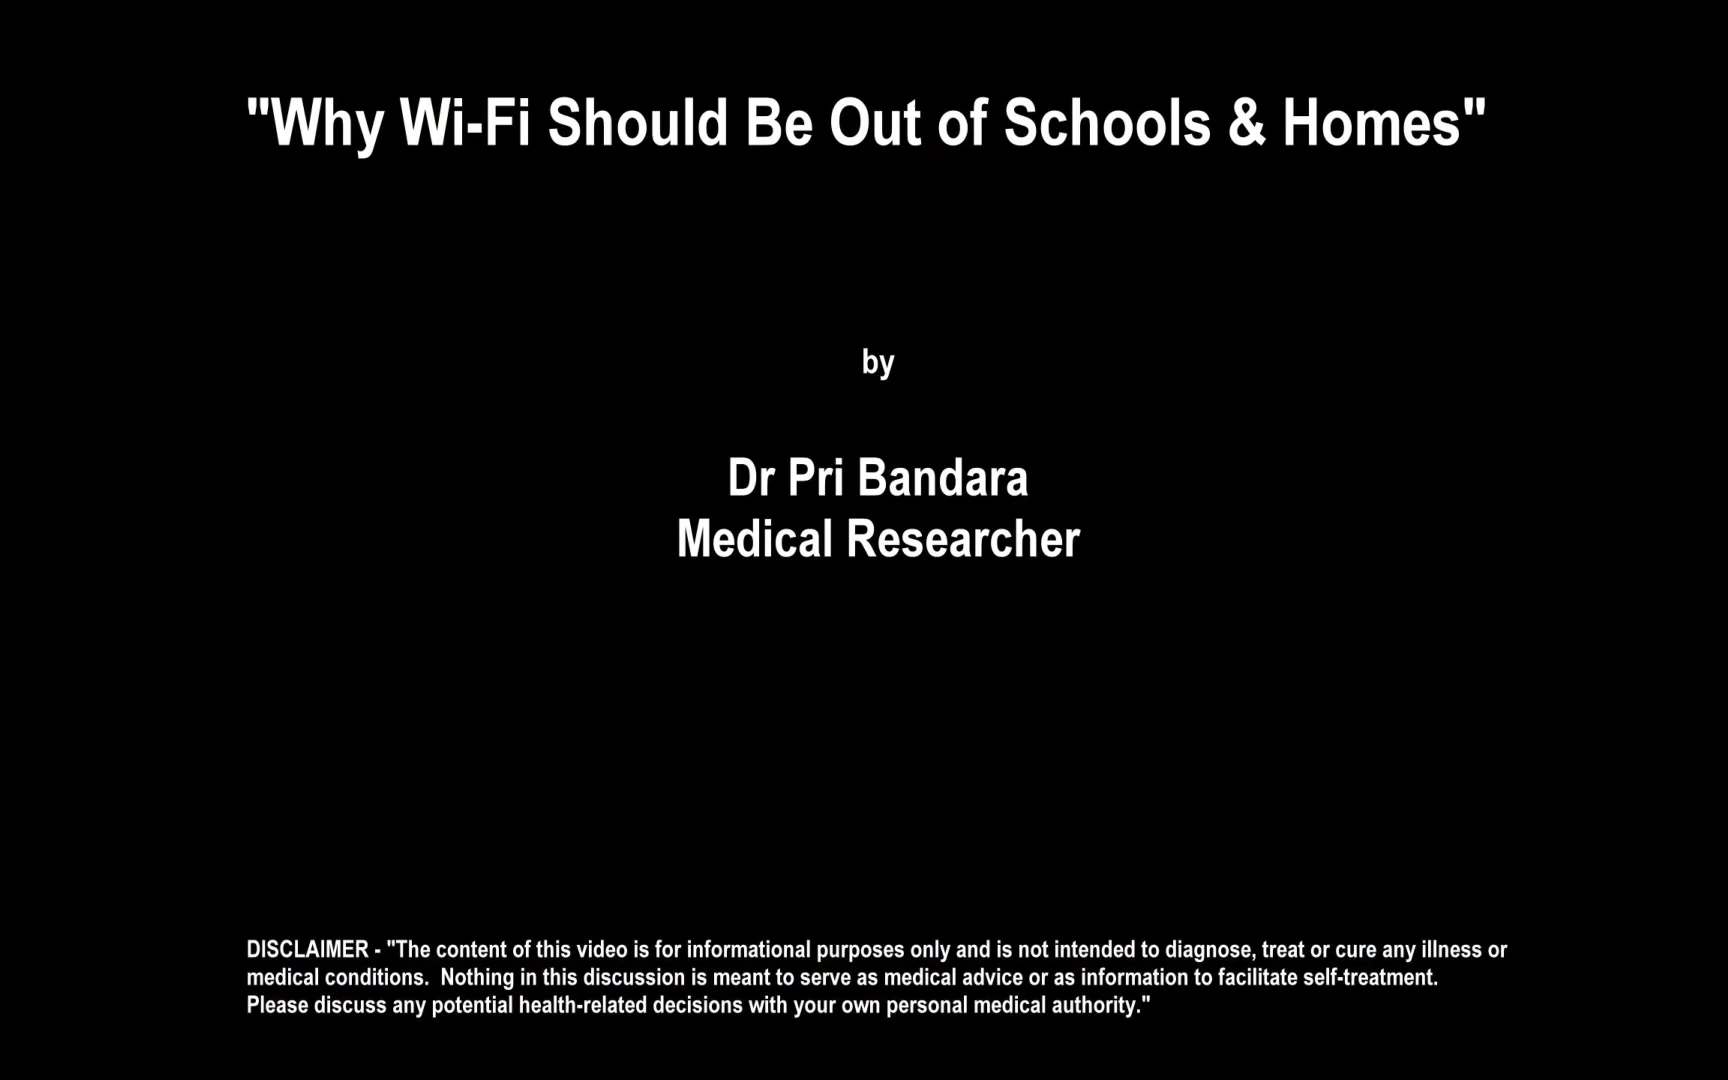 "Why Wi-Fi Should Be Out of Schools & Homes"
by
Dr Pri Bandara
Medical Researcher
DISCLAIMER - "The content of this video is for informational purposes only and is not intended to diagnose, treat or cure any illness or
medical conditions.  Nothing in this discussion is meant to serve as medical advice or as information to facilitate self-treatment.
Please discuss any potential health-related decisions with your own personal medical authority."